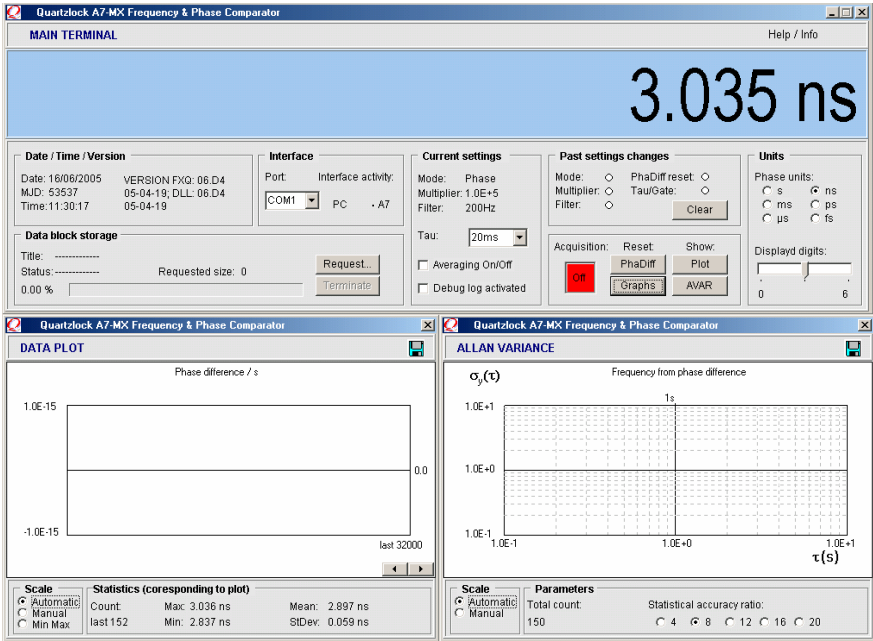 Quartzlock A7-MX Frequency & Phase Comparator
MAIN TERMINAL
Help / Info
3.035 ns
Date / Time / Version
Date: 16/06/2005
MJD: 53537
Time:11:30:17
VERSION FXQ: 06.D4
05-04-19; DLL: 06.D4
05-04-19
Interface
Port:
Interface activity:
COM1
PC
A7
Current settings
Mode: Phase
Multiplier: 1.0E+5
Filter: 200Hz
Tau: 20ms
Averaging On/Off
Debug log activated
Past settings changes
Mode:
PhaDiff reset:
Multiplier:
Tau/Gate:
Filter:
Clear
Units
Phase units:
s
ns
ms
ps
µs
fs
Displayd digits:
0
6
Data block storage
Title: -------------
Status:-------------
Requested size: 0
0.00 %
Request...
Terminate
Acquisition:
Reset:
Show:
Off
PhaDiff
Plot
Graphs
AVAR
Quartzlock A7-MX Frequency & Phase Comparator
DATA PLOT
Phase difference / s
1.0E-15
0.0
-1.0E-15
last 32000
Scale
Automatic
Manual
Min Max
Statistics (coresponding to plot)
Count:
Max: 3.036 ns
Mean: 2.897 ns
last 152
Min: 2.837 ns
StDev: 0.059 ns
Quartzlock A7-MX Frequency & Phase Comparator
ALLAN VARIANCE
σy(τ)
Frequency from phase difference
1s
1.0E+1
1.0E+0
1.0E-1
1.0E-1
1.0E+0
1.0E+1
τ(s)
Scale
Automatic
Manual
Parameters
Total count:
Statistical accuracy ratio:
150
4 8 12 16 20